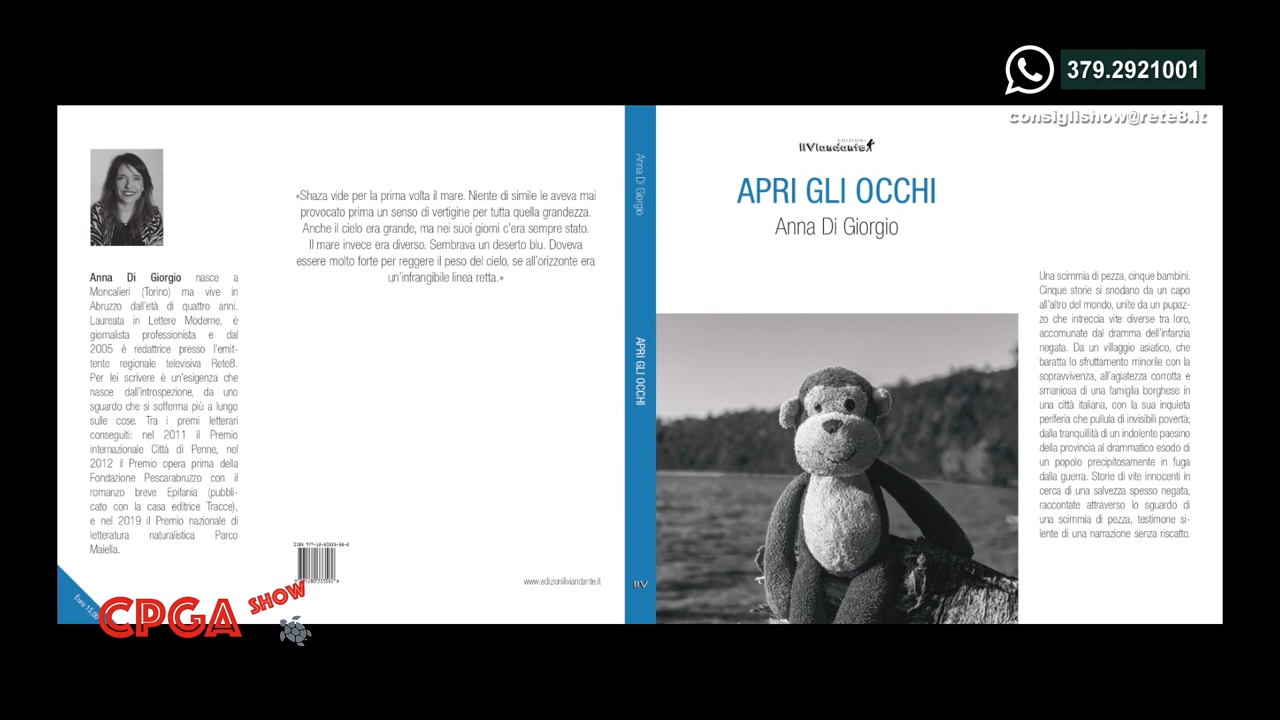 379.2921001
consiglishow@rete8.it
Anna Di Giorgio nasce a
Moncalieri (Torino) ma vive in
Abruzzo dall'età di quattro anni.
Laureata in Lettere Moderne, è
giornalista professionista e dal
2005 è redattrice presso l'emit-
tente regionale televisiva Rete8.
Per lei scrivere è un'esigenza che
nasce dall'introspezione, da uno
sguardo che si sofferma più a lungo
sulle cose. Tra i premi letterari
conseguiti: nel 2011 il Premio
internazionale Città di Penne, nel
2012 il Premio opera prima della
Fondazione Pescarabruzzo con il
romanzo breve Epifania (pubbli-
cato con la casa editrice Tracce),
e nel 2019 il Premio nazionale di
letteratura naturalistica Parco
Maiella.
Euro 15,00
«Shaza vide per la prima volta il mare. Niente di simile le aveva mai
provocato prima un senso di vertigine per tutta quella grandezza.
Anche il cielo era grande, ma nei suoi giorni c'era sempre stato.
Il mare invece era diverso. Sembrava un deserto blu. Doveva
essere molto forte per reggere il peso del cielo, se all'orizzonte era
un'infrangibile linea retta.»
ISBN
www.edizioniilviandante.it
Anna Di Giorgio
APRI GLI OCCHI
IlV
EDIZIONI
IlViandante
APRI GLI OCCHI
Anna Di Giorgio
Una scimmia di pezza, cinque bambini.
Cinque storie si snodano da un capo
all'altro del mondo, unite da un pupaz-
zo che intreccia vite diverse tra loro,
accomunate dal dramma dell'infanzia
negata. Da un villaggio asiatico, che
baratta lo sfruttamento minorile con la
sopravvivenza, all'agiatezza corrotta e
smaniosa di una famiglia borghese in
una città italiana, con la sua inquieta
periferia che pullula di invisibili povertà;
dalla tranquillità di un indolente paesino
della provincia al drammatico esodo di
un popolo precipitosamente in fuga
dalla guerra. Storie di vite innocenti in
cerca di una salvezza spesso negata,
raccontate attraverso lo sguardo di
una scimmia di pezza, testimone si-
lente di una narrazione senza riscatto.
CPGA SHOW